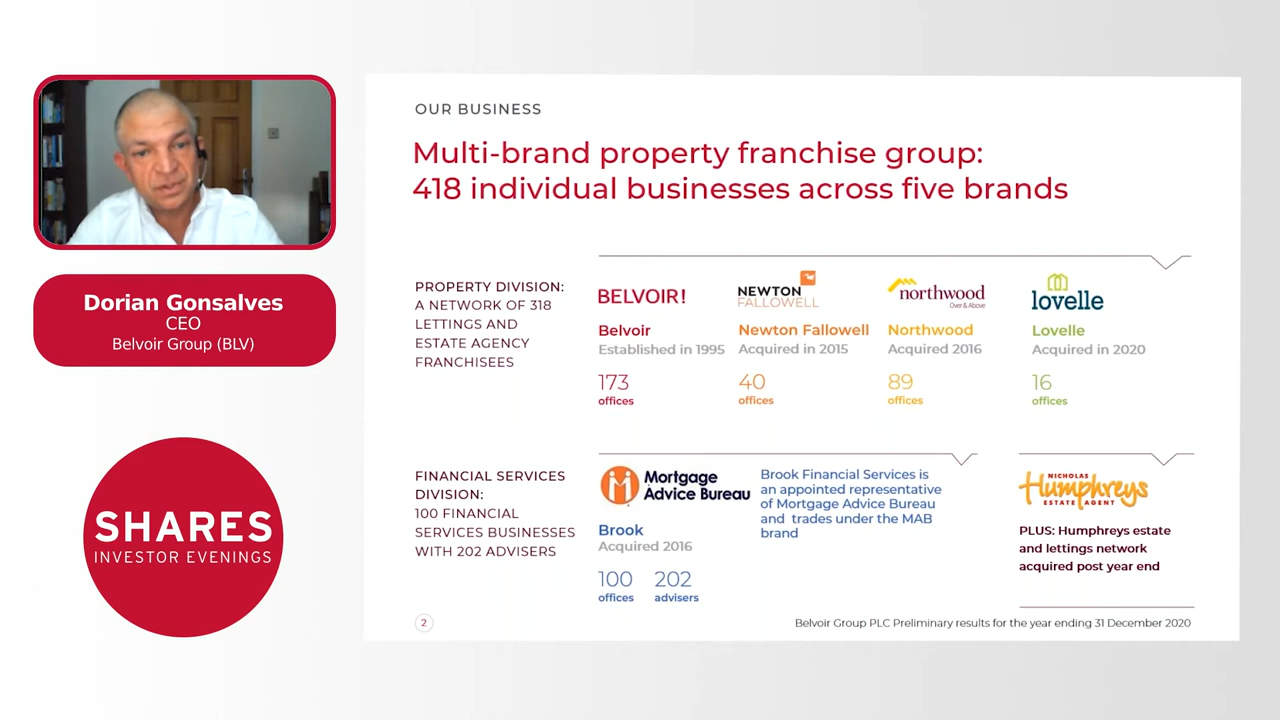 Dorian Gonsalves
CEO
Belvoir Group (BLV)
SHARES
INVESTOR EVENINGS
OUR BUSINESS
Multi-brand property franchise group:
418 individual businesses across five brands
PROPERTY DIVISION:
A NETWORK OF 318
LETTINGS AND
ESTATE AGENCY
FRANCHISEES
BELVOIR!
Belvoir
Established in 1995
173
offices
NEWTON
FALLOWELL
Newton Fallowell
Acquired in 2015
40
offices
northwood
Over & Above
Northwood
Acquired 2016
89
offices
lovelle
Lovelle
Acquired in 2020
16
offices
FINANCIAL SERVICES
DIVISION:
100 FINANCIAL
SERVICES BUSINESSES
WITH 202 ADVISERS
Mortgage
Advice Bureau
Brook
Acquired 2016
100
offices
202
advisers
Brook Financial Services is
an appointed representative
of Mortgage Advice Bureau
and trades under the MAB
brand
NICHOLAS
Humphreys
ESTATE AGENT
PLUS: Humphreys estate
and lettings network
acquired post year end
2
Belvoir Group PLC Preliminary results for the year ending 31 December 2020